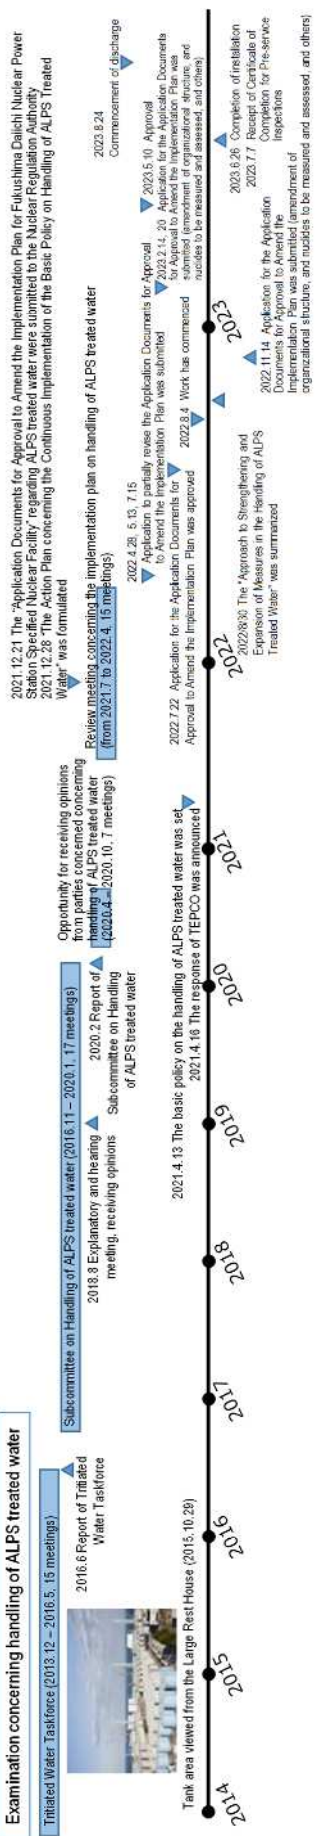 Examination concerning handling of ALPS treated water
Tritiated Water Taskforce (2013.12 – 2016.5, 15 meetings)
2016.6 Report of Tritiated
Water Taskforce
Tank area viewed from the Large Rest House (2015.10.29)
Subcommittee on Handling of ALPS treated water (2016.11 – 2020.1, 17 meetings)
2018.8 Explanatory and hearing
meeting, receiving opinions
2020.2 Report of
Subcommittee on Handling
of ALPS treated water
Opportunity for receiving opinions
from parties concerned concerning
handling of ALPS treated water
(2020.4 – 2020.10, 7 meetings)
2021.4.13 The basic policy on the handling of ALPS treated water was set
2021.4.16 The response of TEPCO was announced
2021.12.21 The "Application Documents for Approval to Amend the Implementation Plan for Fukushima Daiichi Nuclear Power
Station Specified Nuclear Facility" regarding ALPS treated water were submitted to the Nuclear Regulation Authority
2021.12.28 "The Action Plan concerning the Continuous Implementation of the Basic Policy on Handling of ALPS Treated
Water" was formulated
Review meeting concerning the implementation plan on handling of ALPS treated water
(from 2021.7 to 2022.4, 15 meetings)
2022.4.28, 5.13, 7.15
Application to partially revise the Application Documents for Approval
to Amend the Implementation Plan was submitted
2022.7.22 Application for the Application Documents for
Approval to Amend the Implementation Plan was approved
2022.8.4 Work has commenced
2023.8.24
Commencement of discharge
2023.5.10 Approval
2023.2.14, 20 Application for the Application Documents
for Approval to Amend the Implementation Plan was
submitted (amendment of organizational structure, and
nuclides to be measured and assessed, and others)
2014
2015
2016
2017
2018
2019
2020
2021
2022
2023
2022/8/30 The "Approach to Strengthening and
Expansion of Measures in the Handling of ALPS
Treated Water" was summarized
2022.11.14 Application for the Application
Documents for Approval to Amend the
Implementation Plan was submitted (amendment of
organizational structure, and nuclides to be measured and assessed, and others)
2023.6.26 Completion of installation
2023.7.7 Receipt of Certificate of
Completion for Pre-service
Inspections